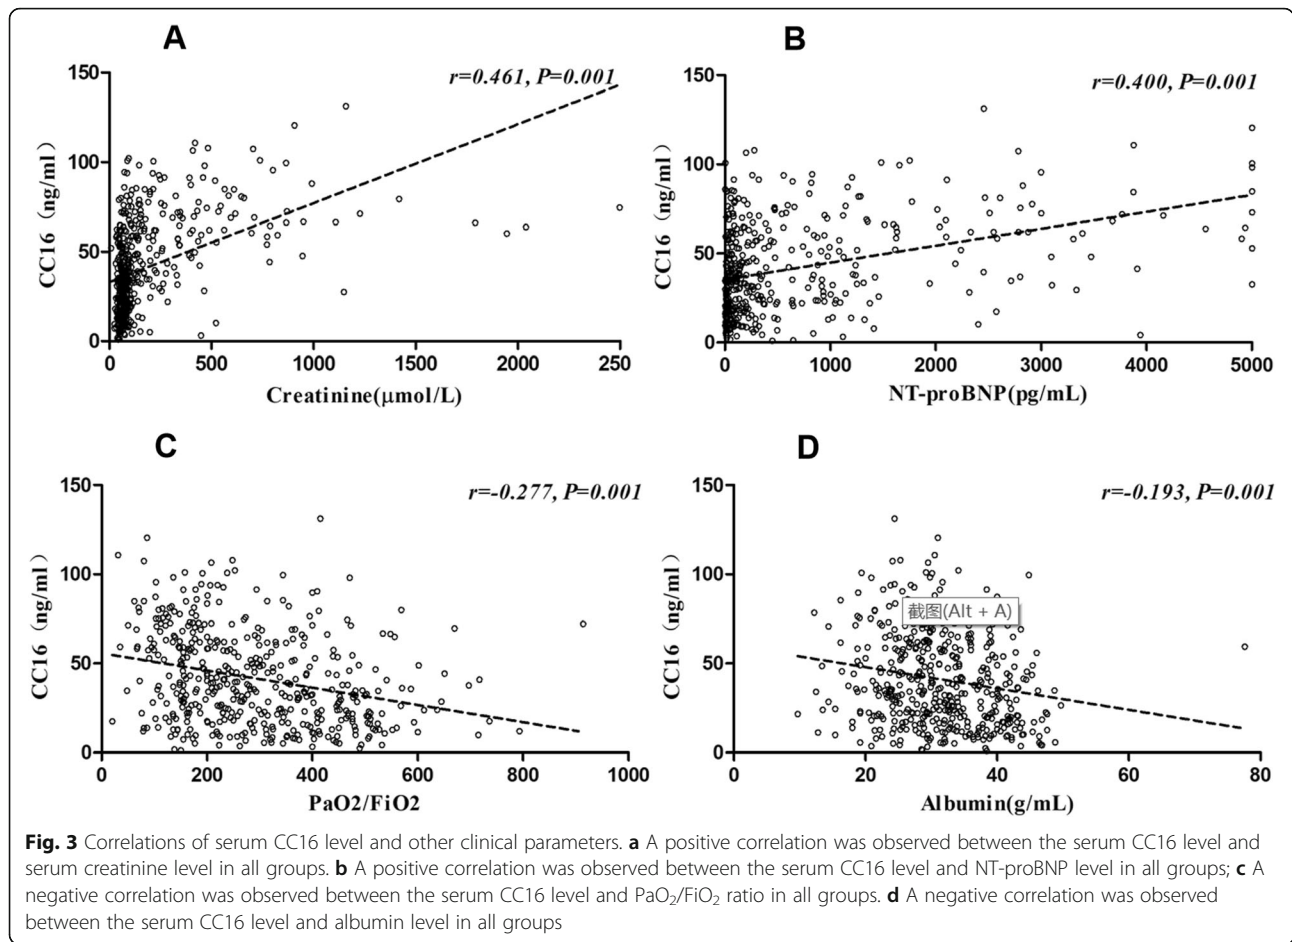 A
r=0.461, P=0.001
150
100
50
0
CC16 (ng/ml)
0 500 1000 1500 2000 2500
Creatinine(μmol/L)
B
r=0.400, P=0.001
150
100
50
0
CC16 (ng/ml)
0 1000 2000 3000 4000 5000
NT-proBNP(pg/mL)
C
r=-0.277, P=0.001
150
100
50
0
CC16 (ng/ml)
0 200 400 600 800 1000
PaO2/FiO2
D
r=-0.193, P=0.001
150
100
50
0
CC16 (ng/ml)
截图(Alt + A)
0 20 40 60 80
Albumin(g/mL)
Fig. 3 Correlations of serum CC16 level and other clinical parameters. a A positive correlation was observed between the serum CC16 level and
serum creatinine level in all groups. b A positive correlation was observed between the serum CC16 level and NT-proBNP level in all groups; c A
negative correlation was observed between the serum CC16 level and PaO₂/FiO₂ ratio in all groups. d A negative correlation was observed
between the serum CC16 level and albumin level in all groups